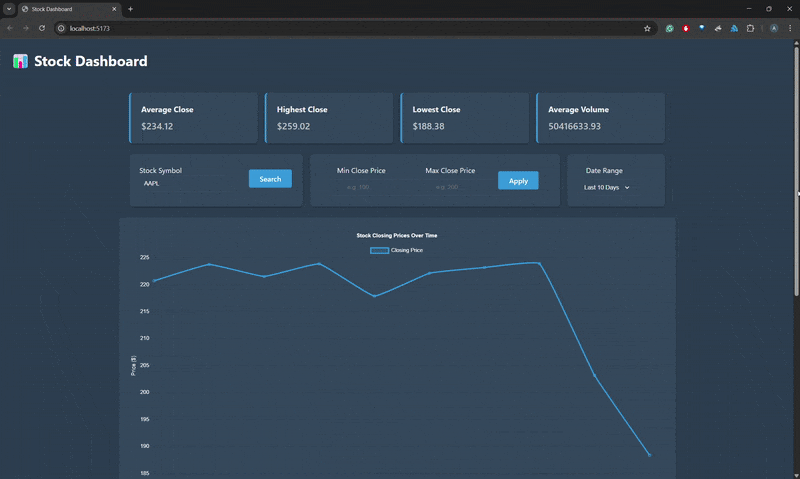 Stock Dashboard
localhost:5173
A
Stock Dashboard
Average Close
$234.12
Highest Close
$259.02
Lowest Close
$188.38
Average Volume
50416633.93
Stock Symbol
AAPL
Search
Min Close Price
e.g. 100
Max Close Price
e.g. 200
Apply
Date Range
Last 10 Days
Stock Closing Prices Over Time
Closing Price
Price ($)
225
220
215
210
205
200
195
190
185